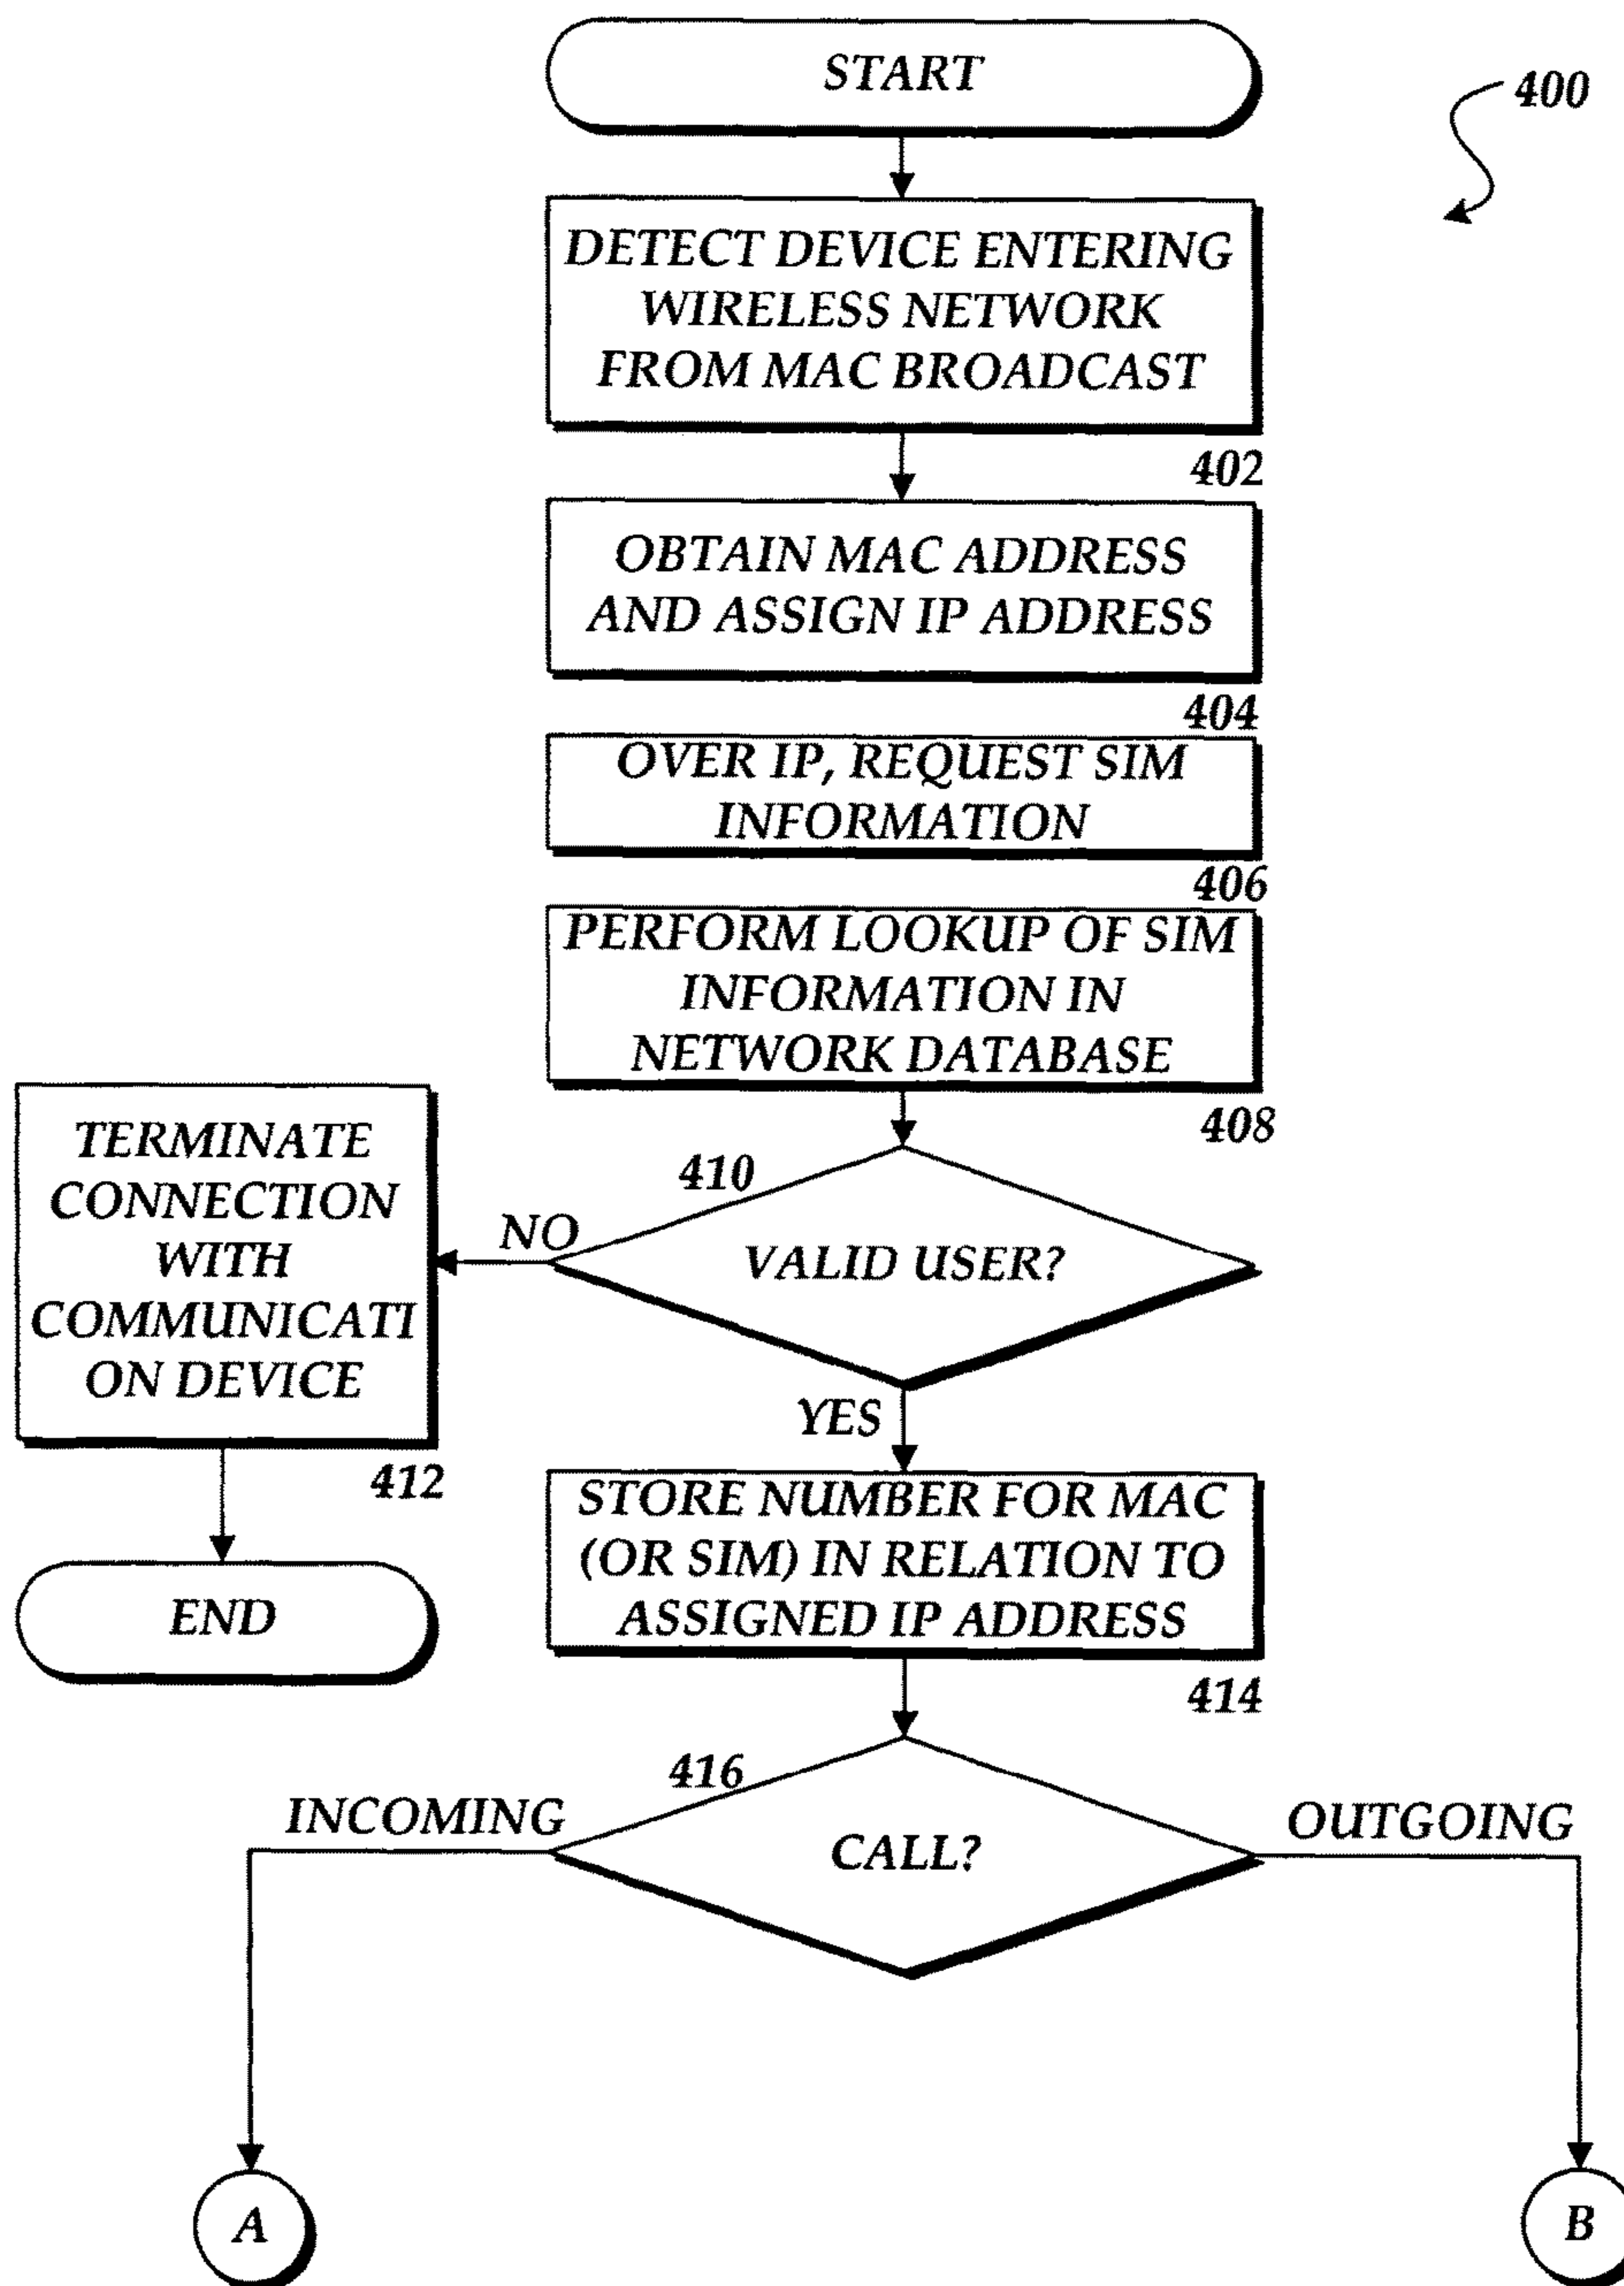 START
400
DETECT DEVICE ENTERING
WIRELESS NETWORK
FROM MAC BROADCAST
402
OBTAIN MAC ADDRESS
AND ASSIGN IP ADDRESS
404
OVER IP, REQUEST SIM
INFORMATION
406
PERFORM LOOKUP OF SIM
INFORMATION IN
NETWORK DATABASE
408
410
VALID USER?
NO
TERMINATE
CONNECTION
WITH
COMMUNICATI
ON DEVICE
412
END
YES
STORE NUMBER FOR MAC
(OR SIM) IN RELATION TO
ASSIGNED IP ADDRESS
414
416
CALL?
INCOMING
OUTGOING
A
B